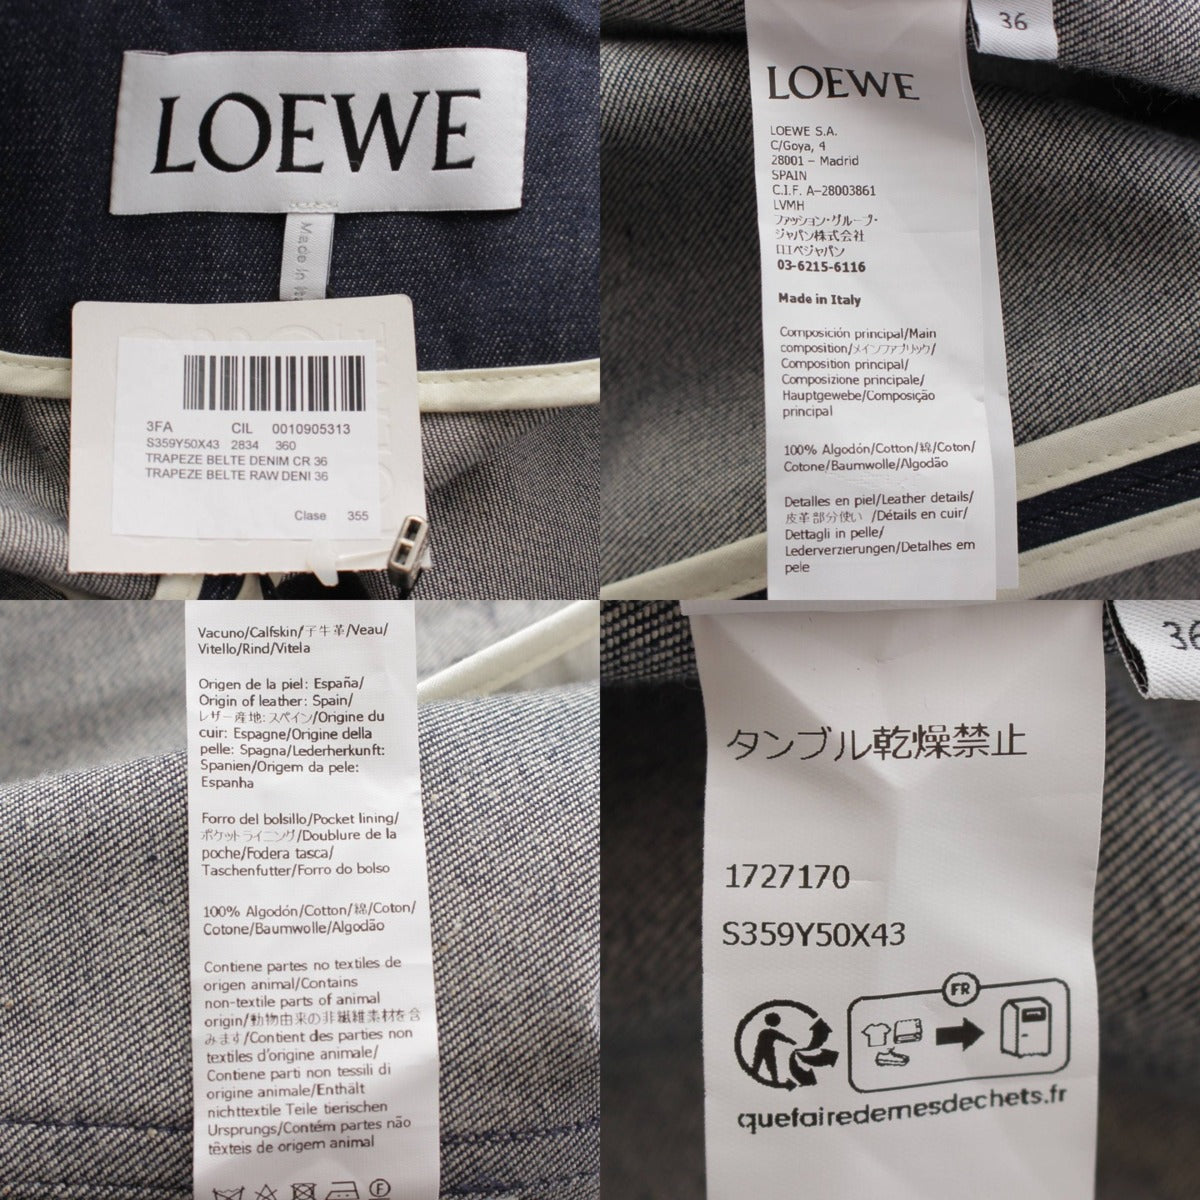 LOEWE
Made in
3FA CIL 0010905313
S359Y50X43 2834 360
TRAPEZE BELTE DENIM CR 36
TRAPEZE BELTE RAW DENI 36
Clase 355
36
LOEWE
LOEWE S.A.
C/Goya, 4
28001 – Madrid
SPAIN
C.I.F. A-28003861
LVMH
ファッション・グループ・
ジャパン株式会社
ロエベジャパン
03-6215-6116
Made in Italy
Composición principal/Main
composition/メインファブリック/
Composition principal/
Composizione principale/
Hauptgewebe/Composição
principal
100% Algodón/Cotton/綿/Coton/
Cotone/Baumwolle/Algodão
Detalles en piel/Leather details/
皮革部分使い /Détails en cuir/
Dettagli in pelle/
Lederverzierungen/Detalhes em
pele
Vacuno/Calfskin/子牛革/Veau/
Vitello/Rind/Vitela
Origen de la piel: España/
Origin of leather: Spain/
レザー産地: スペイン/Origine du
cuir: Espagne/Origine della
pelle: Spagna/Lederherkunft:
Spanien/Origem da pele:
Espanha
Forro del bolsillo/Pocket lining/
ポケットライニング/Doublure de la
poche/Fodera tasca/
Taschenfutter/Forro do bolso
100% Algodón/Cotton/綿/Coton/
Cotone/Baumwolle/Algodão
Contiene partes no textiles de
origen animal/Contains
non-textile parts of animal
origin/動物由来の非繊維素材を含
みます/Contient des parties non
textiles d'origine animale/
Contiene parti non tessili di
origine animale/Enthält
nichttextile Teile tierischen
Ursprungs/Contém partes não
têxteis de origem animal
F
36
タンブル乾燥禁止
1727170
S359Y50X43
FR
quefairedemesdechets.fr